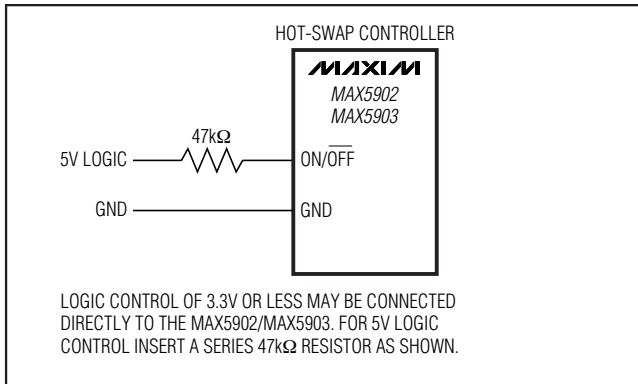 HOT-SWAP CONTROLLER
MAXIM
MAX5902
MAX5903
47kΩ
5V LOGIC
ON/OFF
GND
GND
LOGIC CONTROL OF 3.3V OR LESS MAY BE CONNECTED
DIRECTLY TO THE MAX5902/MAX5903. FOR 5V LOGIC
CONTROL INSERT A SERIES 47kΩ RESISTOR AS SHOWN.